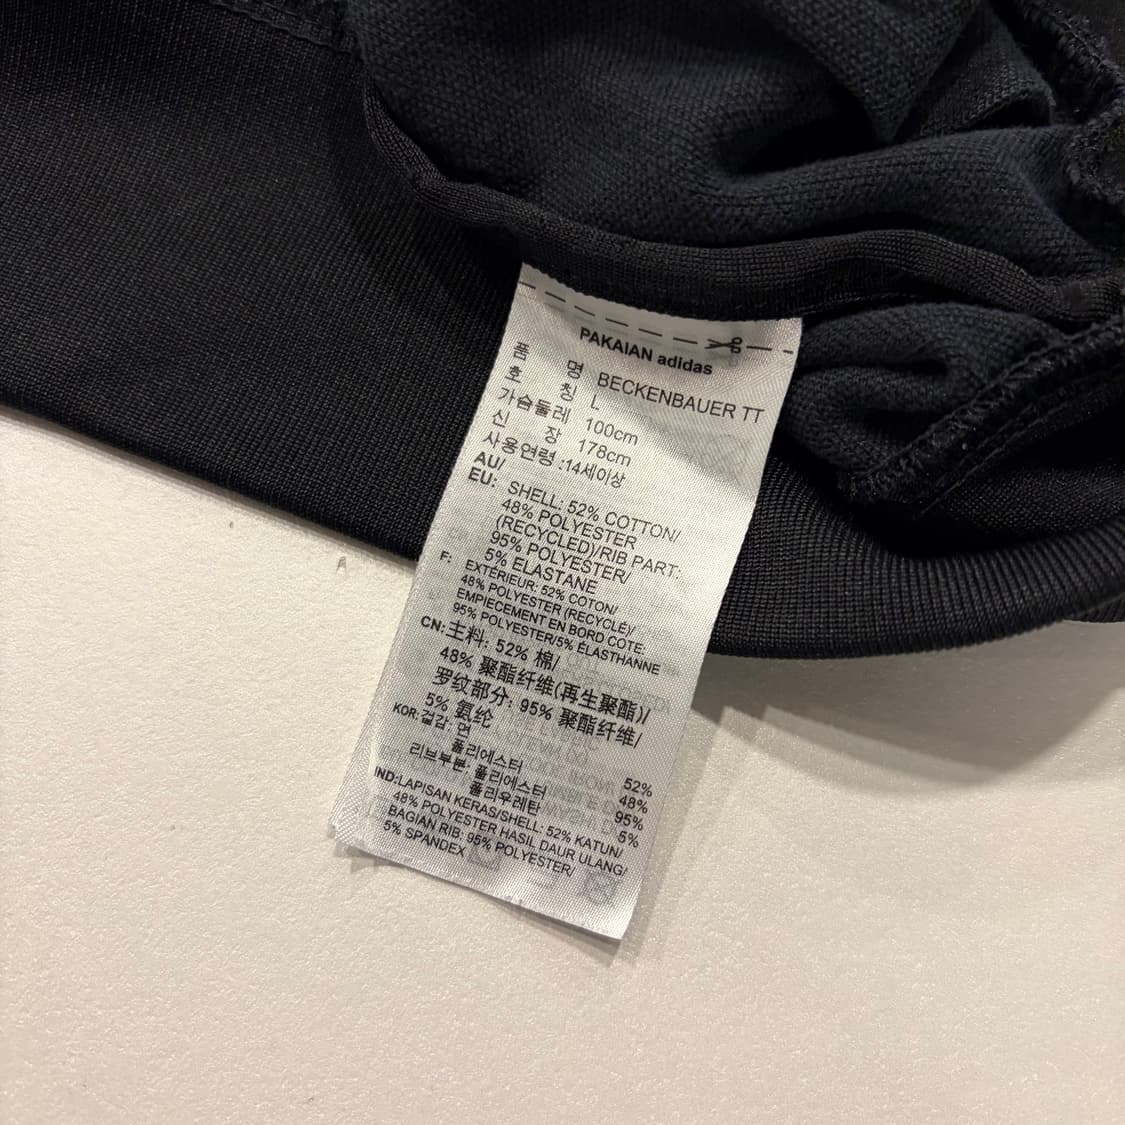 PAKAIAN adidas
품 명 BECKENBAUER TT
호 칭 L
가슴둘레 100cm
신 장 178cm
사용연령 :14세이상
AU/
EU: SHELL: 52% COTTON/
48% POLYESTER
(RECYCLED)/RIB PART:
95% POLYESTER/
5% ELASTANE
F: EXTÉRIEUR: 52% COTON/
48% POLYESTER (RECYCLÉ)/
EMPIECEMENT EN BORD COTE:
95% POLYESTER/5% ÉLASTHANNE
CN: 主料: 52% 棉/
48% 聚酯纤维(再生聚酯)/
罗纹部分: 95% 聚酯纤维/
5% 氨纶
KOR: 겉감: 면 52%
폴리에스터 48%
리브부분: 폴리에스터 95%
폴리우레탄 5%
IND: LAPISAN KERAS/SHELL: 52% KATUN/
48% POLYESTER HASIL DAUR ULANG/
BAGIAN RIB: 95% POLYESTER/
5% SPANDEX